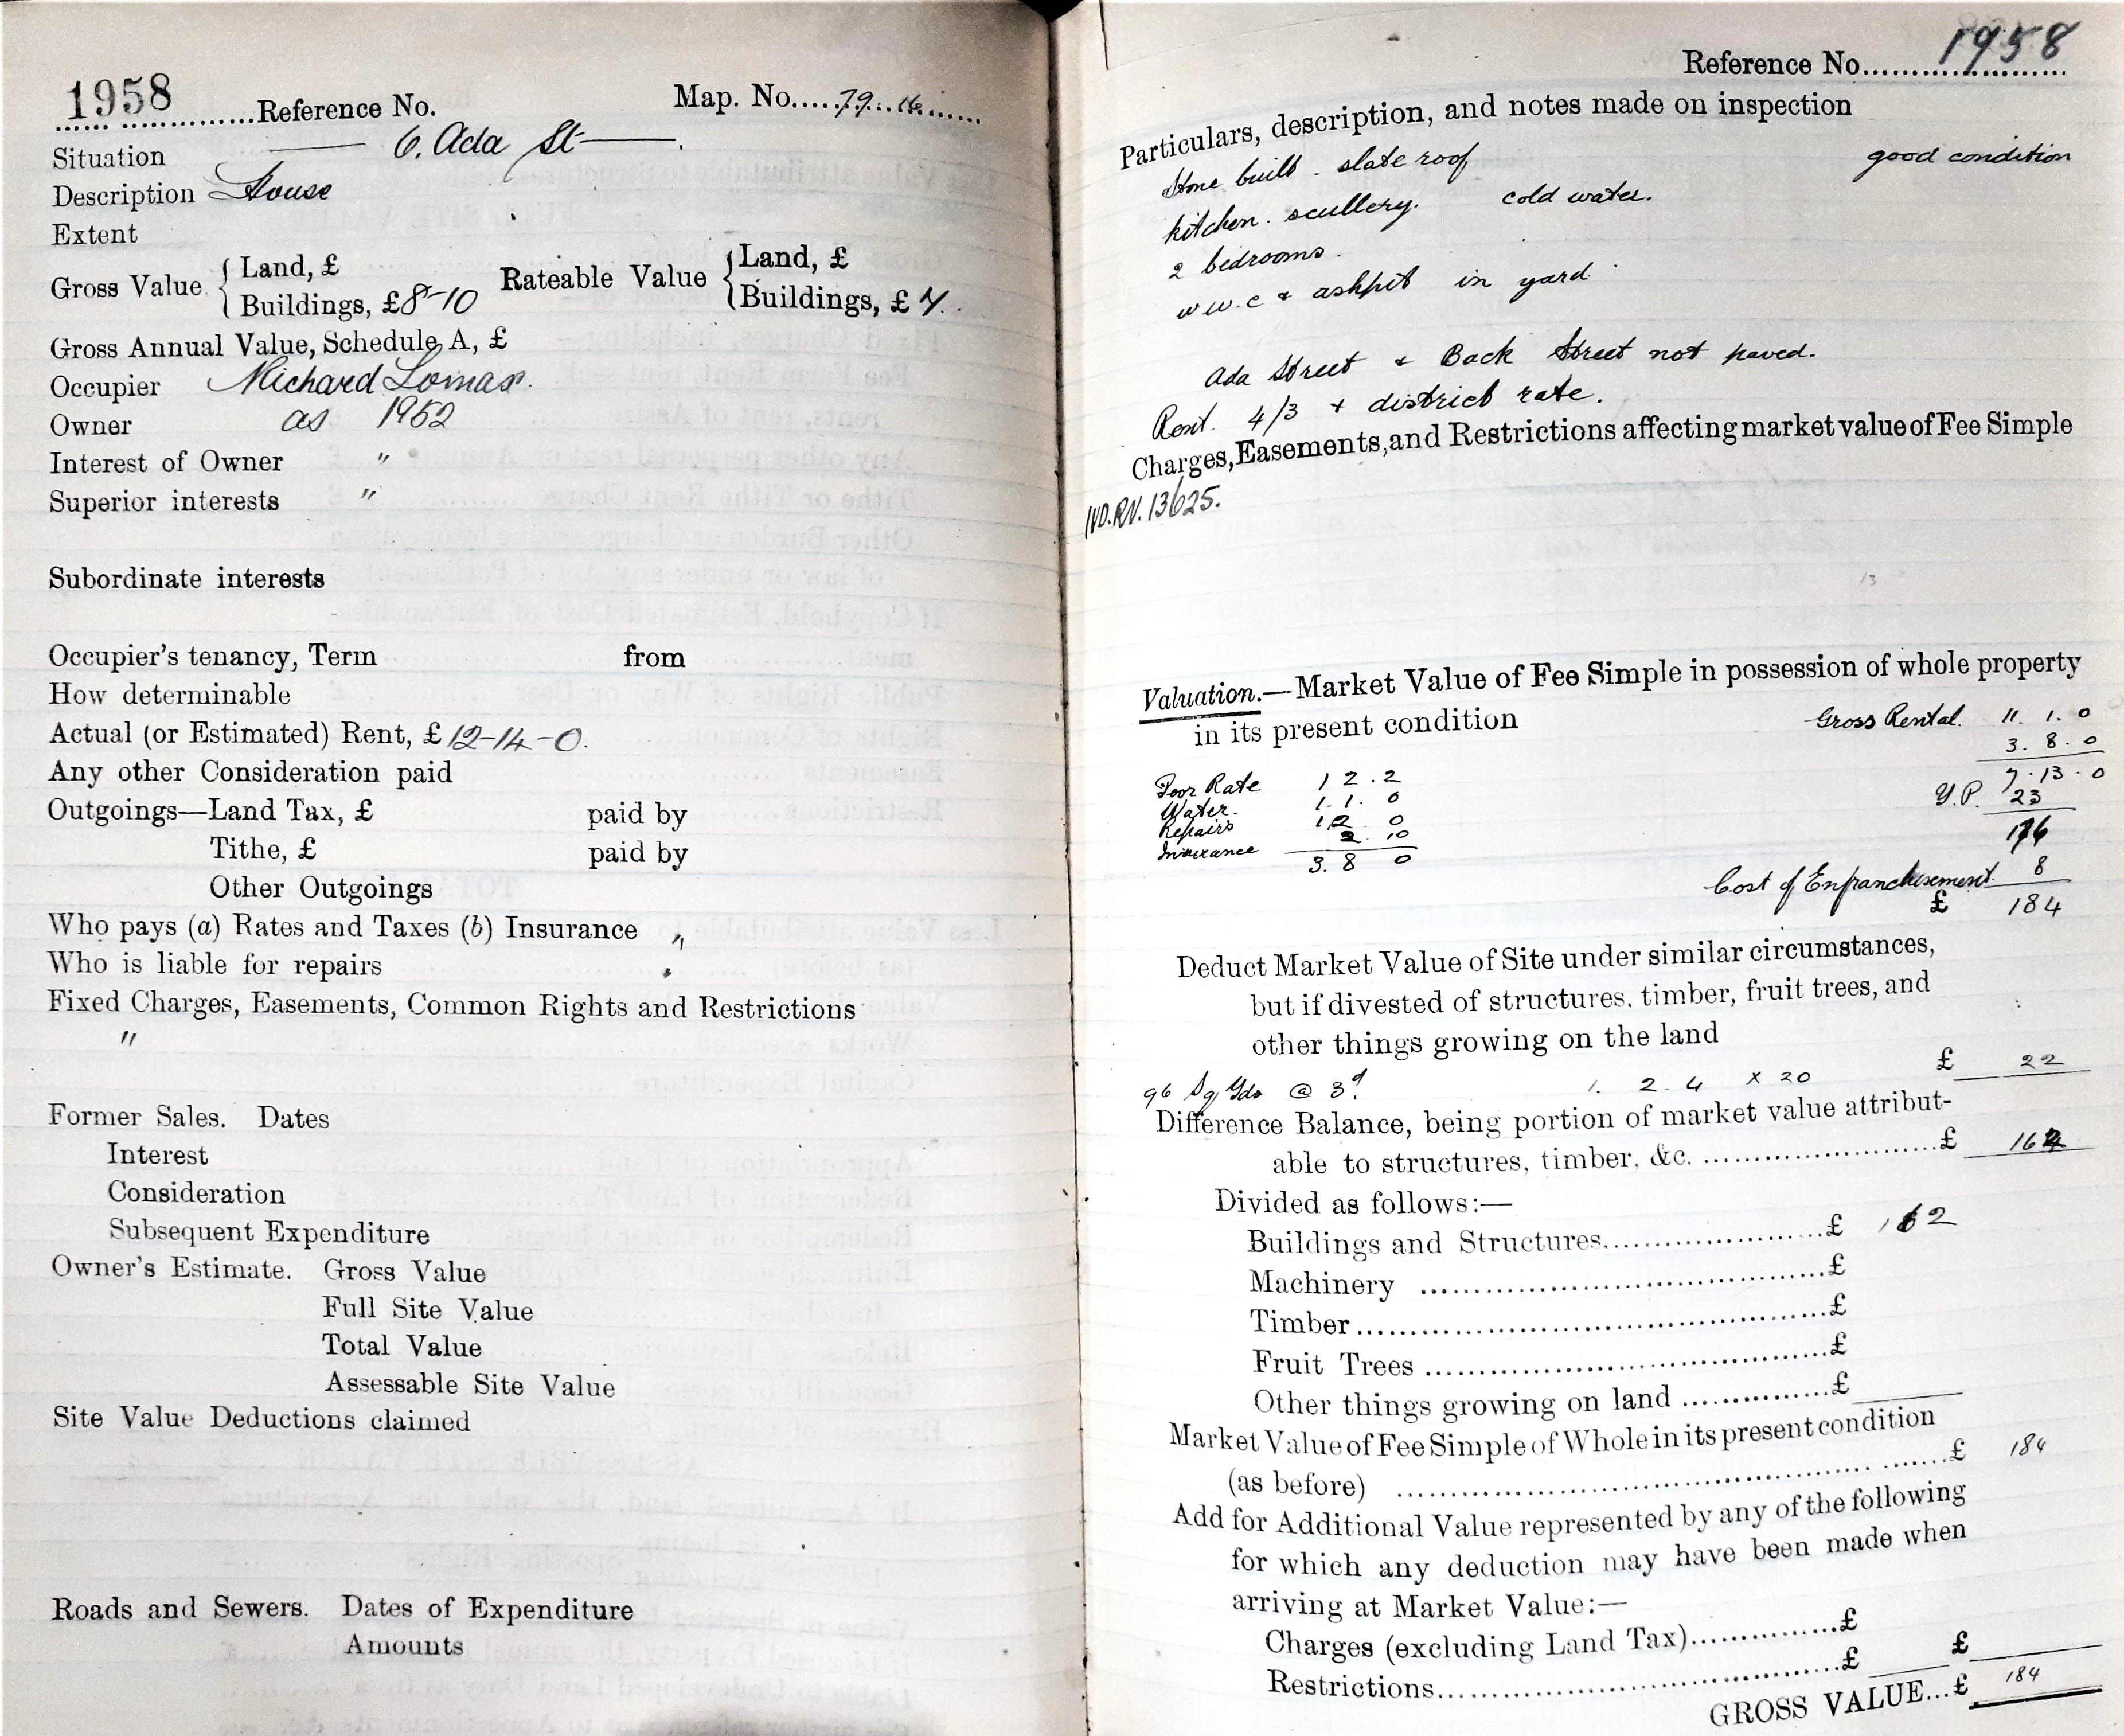 1958 Reference No. Map. No. 79.16
Situation 6. Ada St
Description House
Extent
Gross Value { Land, £ Rateable Value { Land, £
Buildings, £8-10 Buildings, £7.
Gross Annual Value, Schedule A, £
Occupier Richard Lomax.
Owner as 1952
Interest of Owner "
Superior interests "
Subordinate interests
Occupier's tenancy, Term from
How determinable
Actual (or Estimated) Rent, £12-14-0.
Any other Consideration paid
Outgoings—Land Tax, £ paid by
Tithe, £ paid by
Other Outgoings
Who pays (a) Rates and Taxes (b) Insurance "
Who is liable for repairs
Fixed Charges, Easements, Common Rights and Restrictions
"
Former Sales. Dates
Interest
Consideration
Subsequent Expenditure
Owner's Estimate. Gross Value
Full Site Value
Total Value
Assessable Site Value
Site Value Deductions claimed
Roads and Sewers. Dates of Expenditure
Amounts
Reference No. 1958
Particulars, description, and notes made on inspection
Stone built - slate roof good condition
kitchen. scullery. cold water.
2 bedrooms.
w.w.c & ashpit in yard.
Ada Street & Back Street not paved.
Rent. 4/3 + district rate.
Charges, Easements, and Restrictions affecting market value of Fee Simple
IVD.RV.13625.
13
Valuation.—Market Value of Fee Simple in possession of whole property
in its present condition
Gross Rental. 11. 1. 0
3. 8. 0
7. 13. 0
Y.P. 23
176
Poor Rate 12. 2
Water. 1. 1. 0
Repairs 12. 0
Insurance 2. 10
3. 8 0
Cost of Enfranchisement 8
£ 184
Deduct Market Value of Site under similar circumstances,
but if divested of structures, timber, fruit trees, and
other things growing on the land
£ 22
96 Sq Yds @ 3d 1. 2. 4 x 20
Difference Balance, being portion of market value attribut-
able to structures, timber, &c. £ 162
Divided as follows:—
Buildings and Structures £ 162
Machinery £
Timber £
Fruit Trees £
Other things growing on land £
Market Value of Fee Simple of Whole in its present condition
(as before) £ 184
Add for Additional Value represented by any of the following
for which any deduction may have been made when
arriving at Market Value:—
Charges (excluding Land Tax) £
Restrictions £ £
GROSS VALUE...£ 184